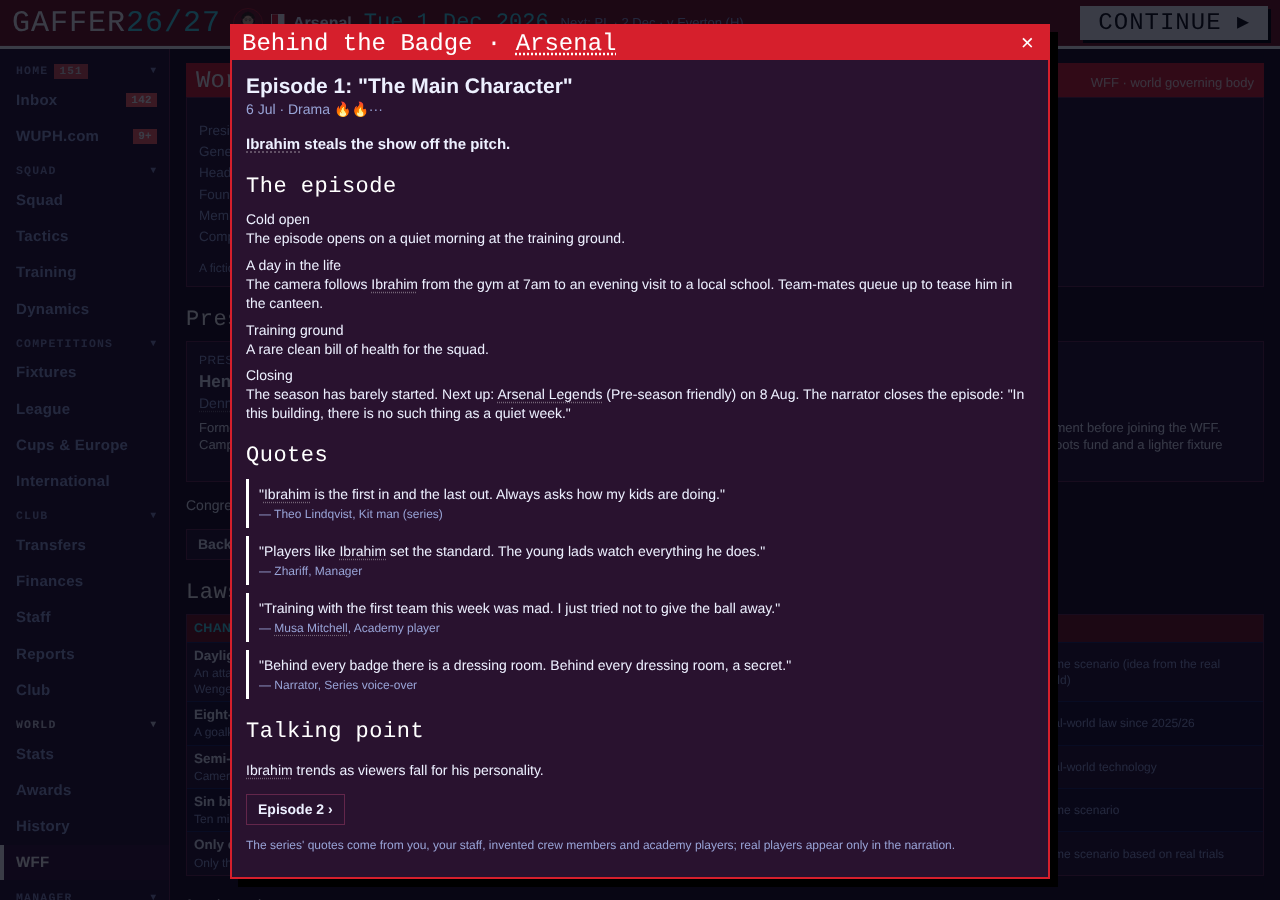 GAFFER26/27
Arsenal Tue 1 Dec 2026 Next: PL · 2 Dec · v Everton (H)
CONTINUE ►
Behind the Badge · Arsenal ×
HOME 151 ▼
Inbox 142
WUPH.com 9+
SQUAD ▼
Squad
Tactics
Training
Dynamics
COMPETITIONS ▼
Fixtures
League
Cups & Europe
International
CLUB ▼
Transfers
Finances
Staff
Reports
Club
WORLD ▼
Stats
Awards
History
WFF
MANAGER ▼
WFF · world governing body
Episode 1: "The Main Character"
6 Jul · Drama 🔥🔥···
Ibrahim steals the show off the pitch.
The episode
Cold open
The episode opens on a quiet morning at the training ground.
A day in the life
The camera follows Ibrahim from the gym at 7am to an evening visit to a local school. Team-mates queue up to tease him in
the canteen.
Training ground
A rare clean bill of health for the squad.
Closing
The season has barely started. Next up: Arsenal Legends (Pre-season friendly) on 8 Aug. The narrator closes the episode: "In
this building, there is no such thing as a quiet week."
Quotes
"Ibrahim is the first in and the last out. Always asks how my kids are doing."
— Theo Lindqvist, Kit man (series)
"Players like Ibrahim set the standard. The young lads watch everything he does."
— Zhariff, Manager
"Training with the first team this week was mad. I just tried not to give the ball away."
— Musa Mitchell, Academy player
"Behind every badge there is a dressing room. Behind every dressing room, a secret."
— Narrator, Series voice-over
Talking point
Ibrahim trends as viewers fall for his personality.
Episode 2 ›
The series' quotes come from you, your staff, invented crew members and academy players; real players appear only in the narration.
before joining the WFF.
fund and a lighter fixture
Back
scenario (idea from the real
law since 2025/26
technology
scenario
scenario based on real trials